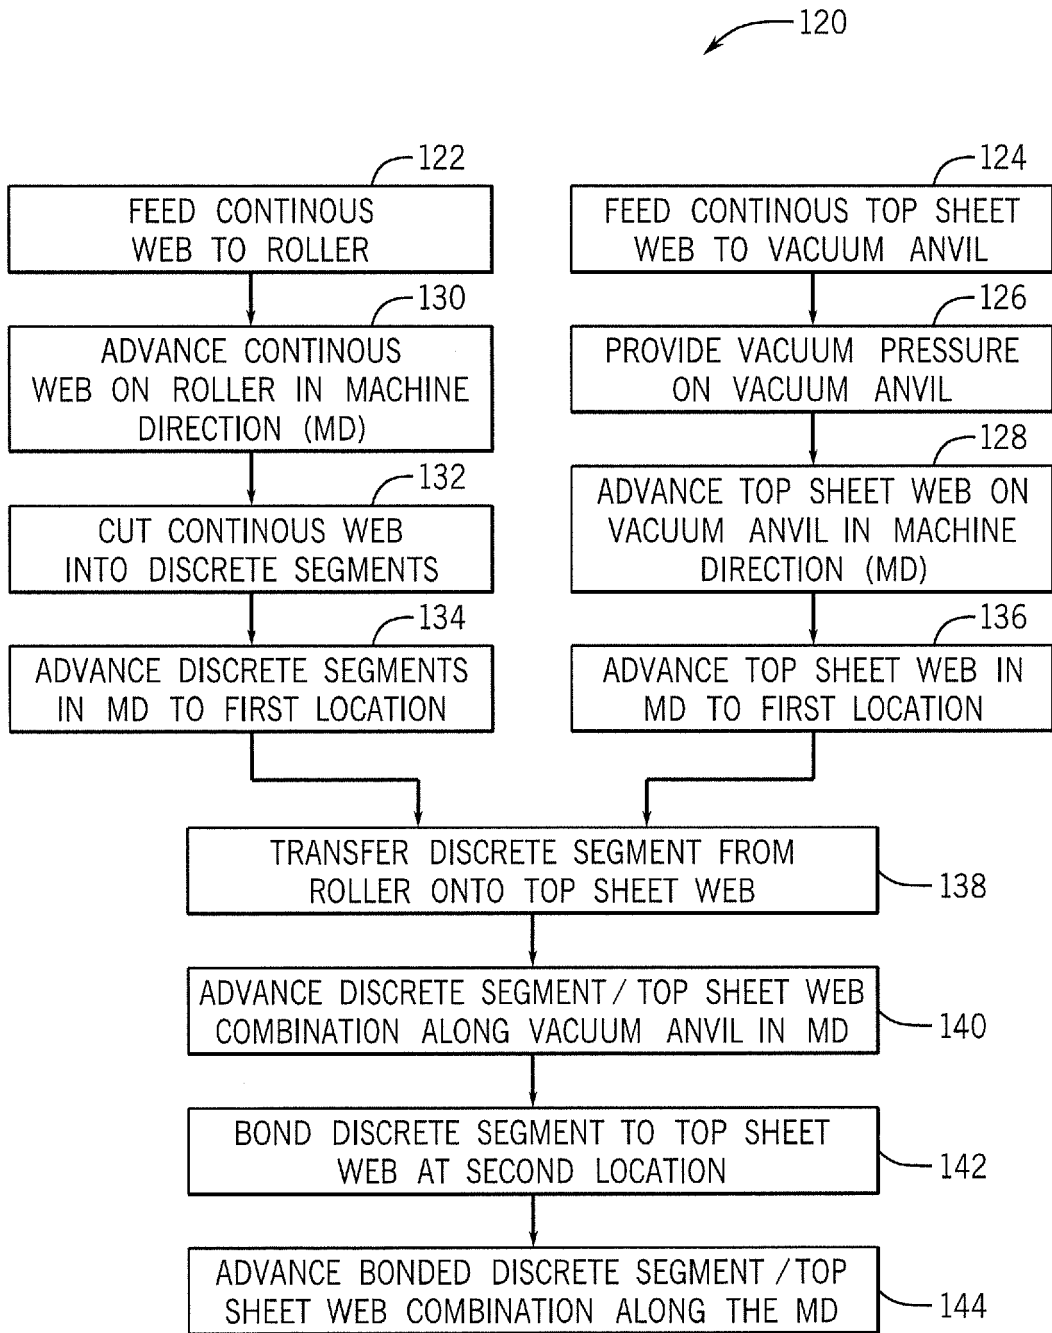 120
122
FEED CONTINOUS
WEB TO ROLLER
130
ADVANCE CONTINOUS
WEB ON ROLLER IN MACHINE
DIRECTION (MD)
132
CUT CONTINOUS WEB
INTO DISCRETE SEGMENTS
134
ADVANCE DISCRETE SEGMENTS
IN MD TO FIRST LOCATION
124
FEED CONTINOUS TOP SHEET
WEB TO VACUUM ANVIL
126
PROVIDE VACUUM PRESSURE
ON VACUUM ANVIL
128
ADVANCE TOP SHEET WEB ON
VACUUM ANVIL IN MACHINE
DIRECTION (MD)
136
ADVANCE TOP SHEET WEB IN
MD TO FIRST LOCATION
TRANSFER DISCRETE SEGMENT FROM
ROLLER ONTO TOP SHEET WEB
138
ADVANCE DISCRETE SEGMENT / TOP SHEET WEB
COMBINATION ALONG VACUUM ANVIL IN MD
140
BOND DISCRETE SEGMENT TO TOP SHEET
WEB AT SECOND LOCATION
142
ADVANCE BONDED DISCRETE SEGMENT / TOP
SHEET WEB COMBINATION ALONG THE MD
144